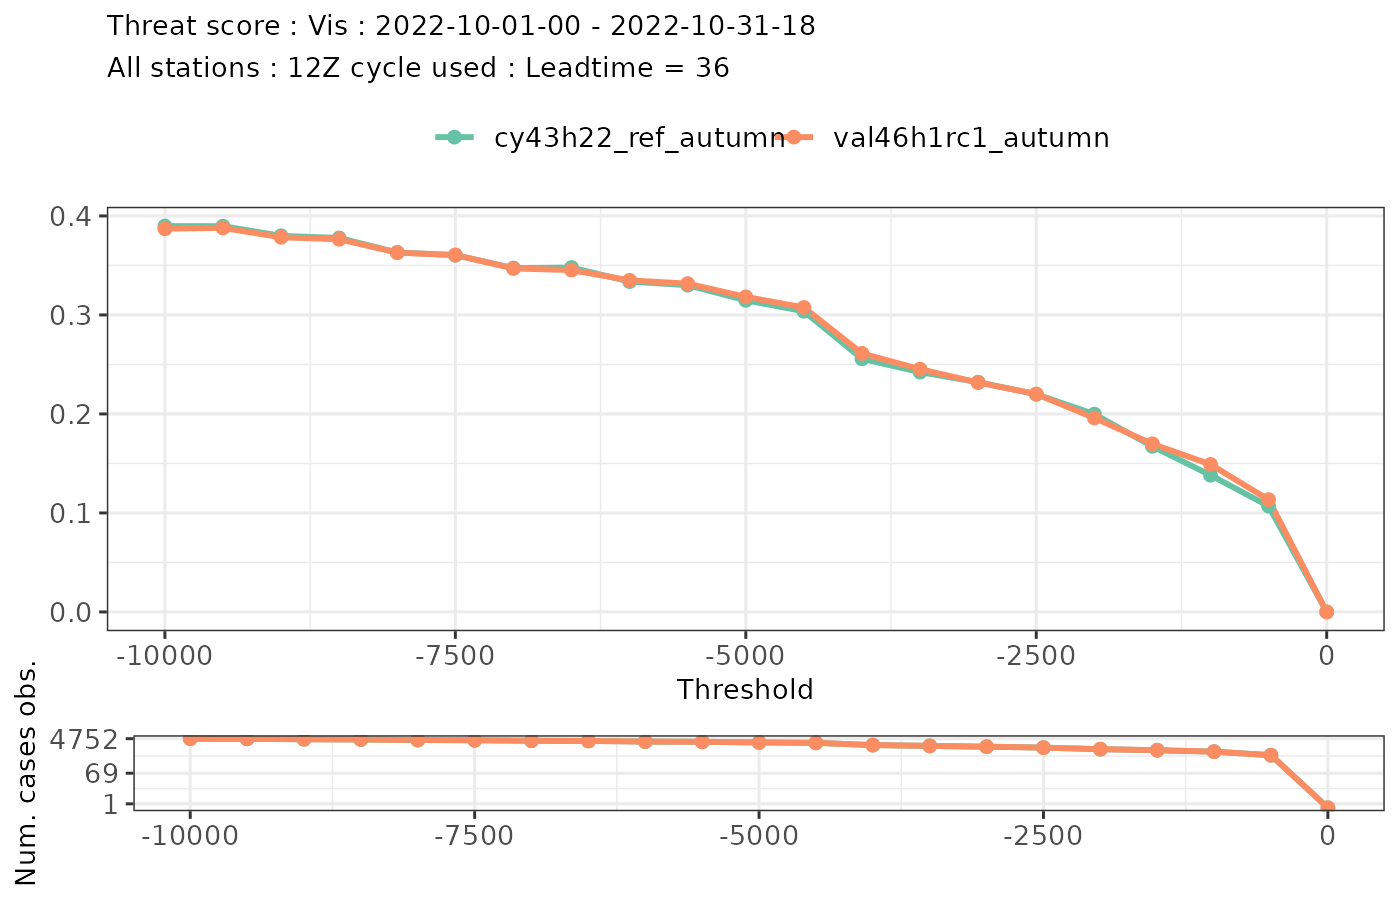 Threat score : Vis : 2022-10-01-00 - 2022-10-31-18
All stations : 12Z cycle used : Leadtime = 36
cy43h22_ref_autumn val46h1rc1_autumn
0.4
0.3
0.2
0.1
0.0
-10000 -7500 -5000 -2500 0
Threshold
Num. cases obs.
4752
69
1
-10000 -7500 -5000 -2500 0